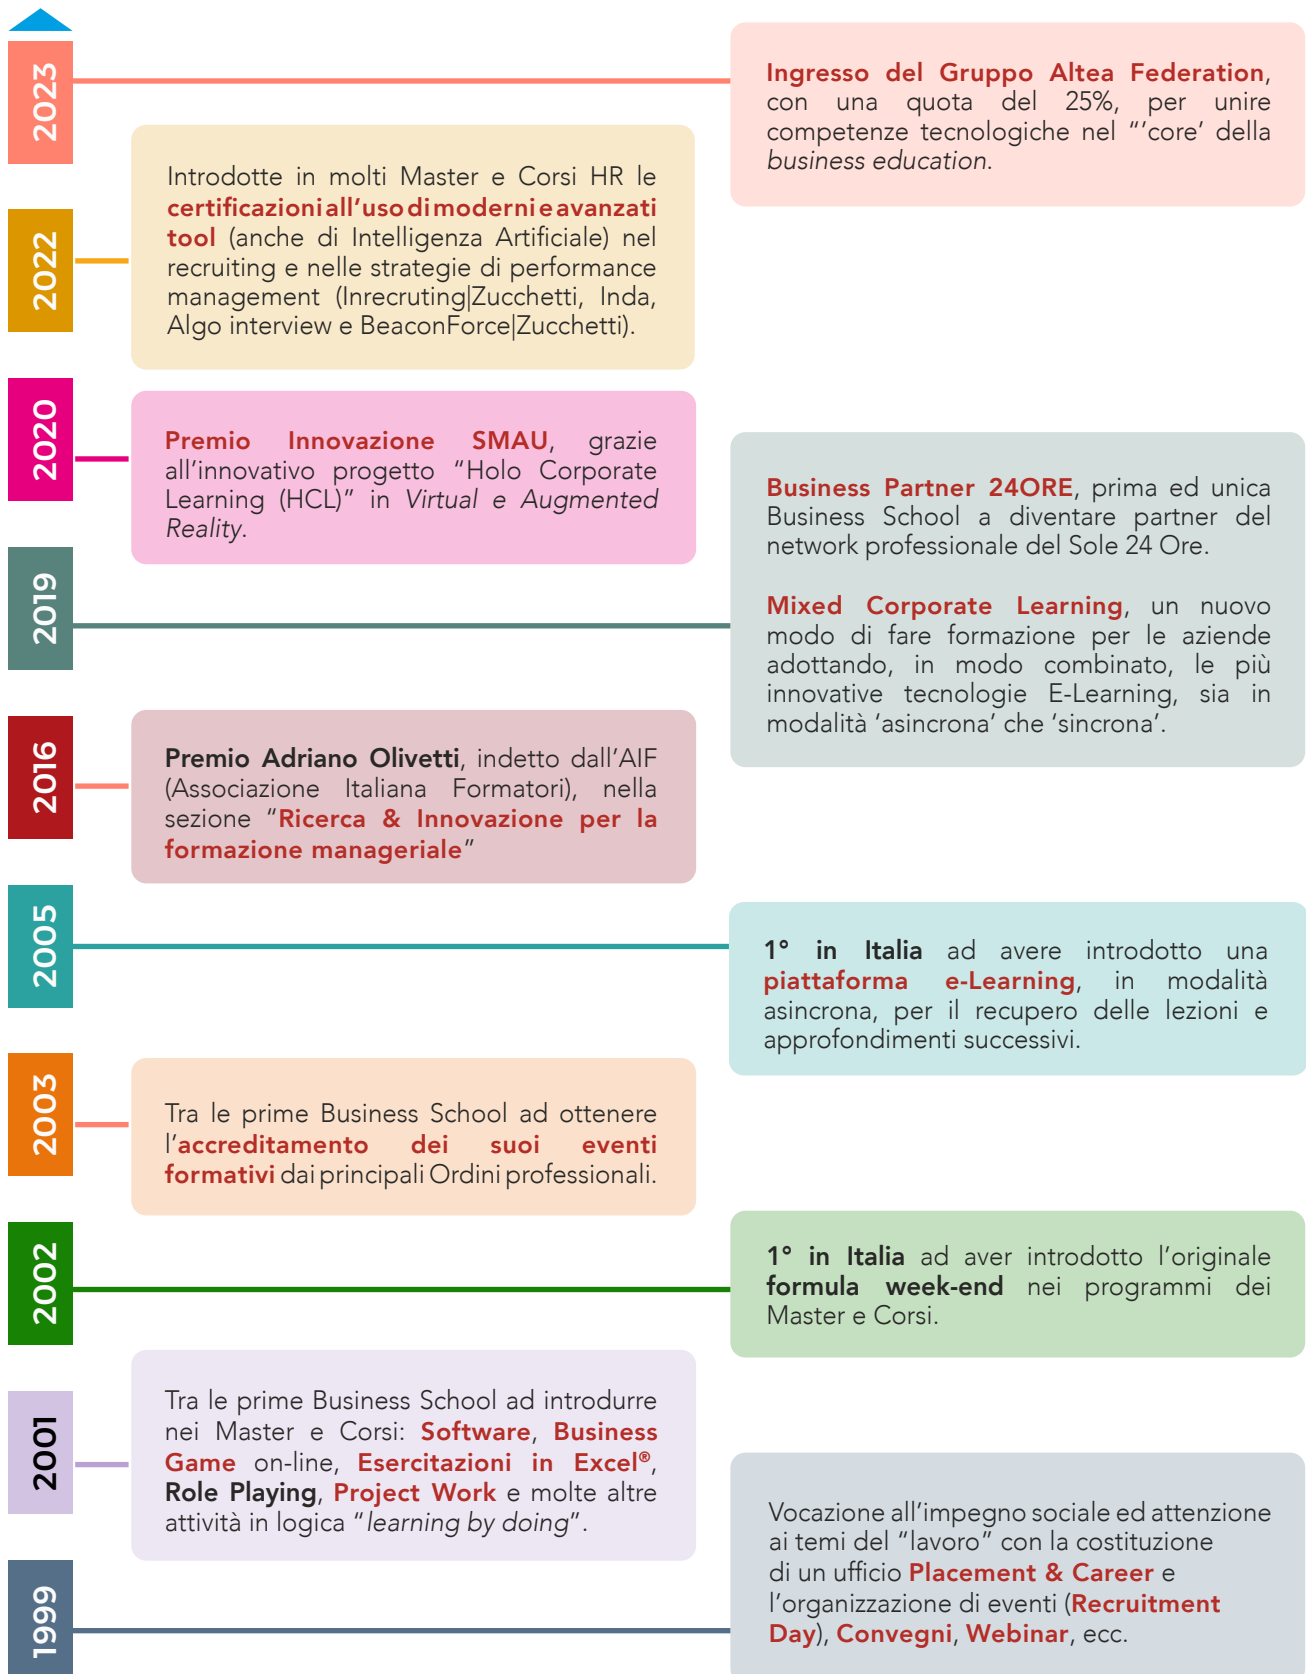 2023
Ingresso del Gruppo Altea Federation,
con una quota del 25%, per unire
competenze tecnologiche nel “‘core’ della
business education.
2022
Introdotte in molti Master e Corsi HR le
certificazioni all’uso di moderni e avanzati
tool (anche di Intelligenza Artificiale) nel
recruiting e nelle strategie di performance
management (Inrecruting|Zucchetti, Inda,
Algo interview e BeaconForce|Zucchetti).
2020
Premio Innovazione SMAU, grazie
all’innovativo progetto “Holo Corporate
Learning (HCL)” in Virtual e Augmented
Reality.
2019
Business Partner 24ORE, prima ed unica
Business School a diventare partner del
network professionale del Sole 24 Ore.
Mixed Corporate Learning, un nuovo
modo di fare formazione per le aziende
adottando, in modo combinato, le più
innovative tecnologie E-Learning, sia in
modalità ‘asincrona’ che ‘sincrona’.
2016
Premio Adriano Olivetti, indetto dall’AIF
(Associazione Italiana Formatori), nella
sezione “Ricerca & Innovazione per la
formazione manageriale”
2005
1° in Italia ad avere introdotto una
piattaforma e-Learning, in modalità
asincrona, per il recupero delle lezioni e
approfondimenti successivi.
2003
Tra le prime Business School ad ottenere
l’accreditamento dei suoi eventi
formativi dai principali Ordini professionali.
2002
1° in Italia ad aver introdotto l’originale
formula week-end nei programmi dei
Master e Corsi.
2001
Tra le prime Business School ad introdurre
nei Master e Corsi: Software, Business
Game on-line, Esercitazioni in Excel®,
Role Playing, Project Work e molte altre
attività in logica “learning by doing”.
1999
Vocazione all’impegno sociale ed attenzione
ai temi del “lavoro” con la costituzione
di un ufficio Placement & Career e
l’organizzazione di eventi (Recruitment
Day), Convegni, Webinar, ecc.